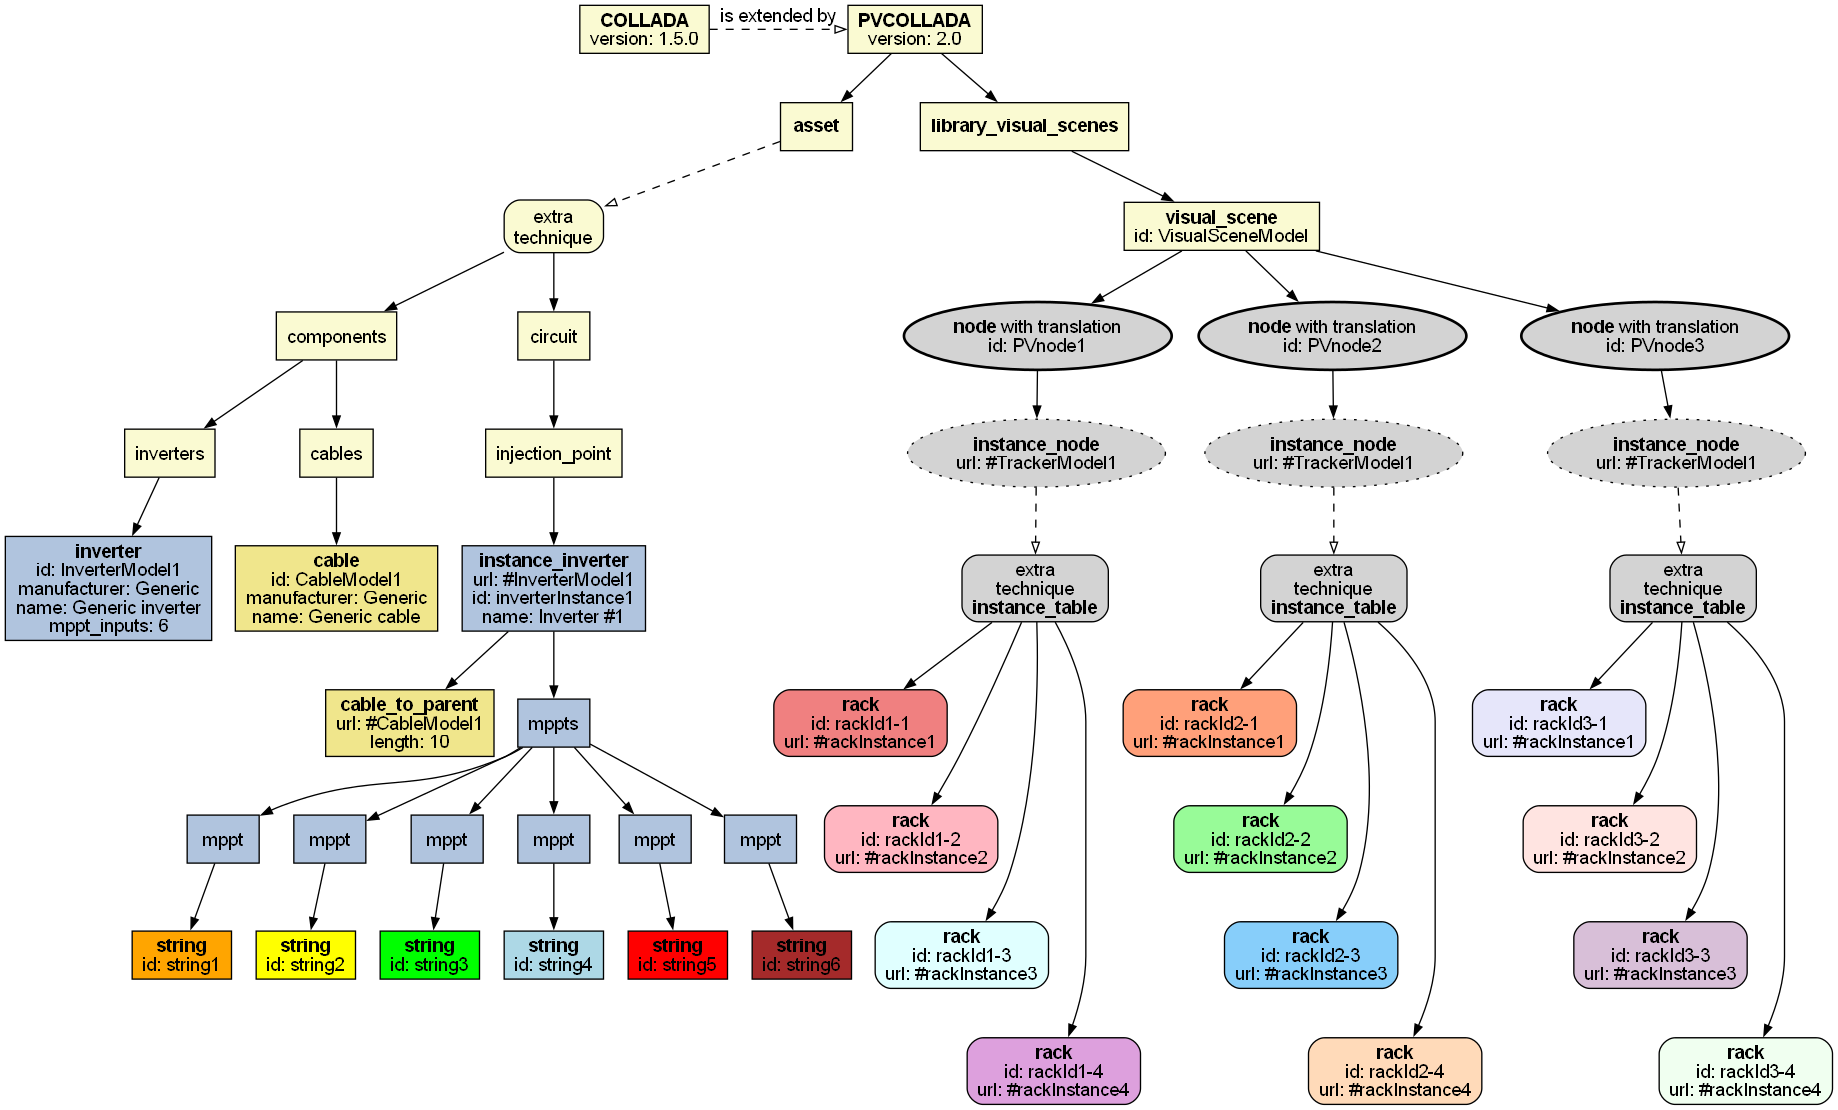 COLLADA
version: 1.5.0
is extended by
PVCOLLADA
version: 2.0
asset
library_visual_scenes
extra
technique
visual_scene
id: VisualSceneModel
components
circuit
node with translation
id: PVnode1
node with translation
id: PVnode2
node with translation
id: PVnode3
inverters
cables
injection_point
instance_node
url: #TrackerModel1
instance_node
url: #TrackerModel1
instance_node
url: #TrackerModel1
inverter
id: InverterModel1
manufacturer: Generic
name: Generic inverter
mppt_inputs: 6
cable
id: CableModel1
manufacturer: Generic
name: Generic cable
instance_inverter
url: #InverterModel1
id: inverterInstance1
name: Inverter #1
extra
technique
instance_table
extra
technique
instance_table
extra
technique
instance_table
cable_to_parent
url: #CableModel1
length: 10
mppts
rack
id: rackId1-1
url: #rackInstance1
rack
id: rackId2-1
url: #rackInstance1
rack
id: rackId3-1
url: #rackInstance1
mppt
mppt
mppt
mppt
mppt
mppt
rack
id: rackId1-2
url: #rackInstance2
rack
id: rackId2-2
url: #rackInstance2
rack
id: rackId3-2
url: #rackInstance2
string
id: string1
string
id: string2
string
id: string3
string
id: string4
string
id: string5
string
id: string6
rack
id: rackId1-3
url: #rackInstance3
rack
id: rackId2-3
url: #rackInstance3
rack
id: rackId3-3
url: #rackInstance3
rack
id: rackId1-4
url: #rackInstance4
rack
id: rackId2-4
url: #rackInstance4
rack
id: rackId3-4
url: #rackInstance4